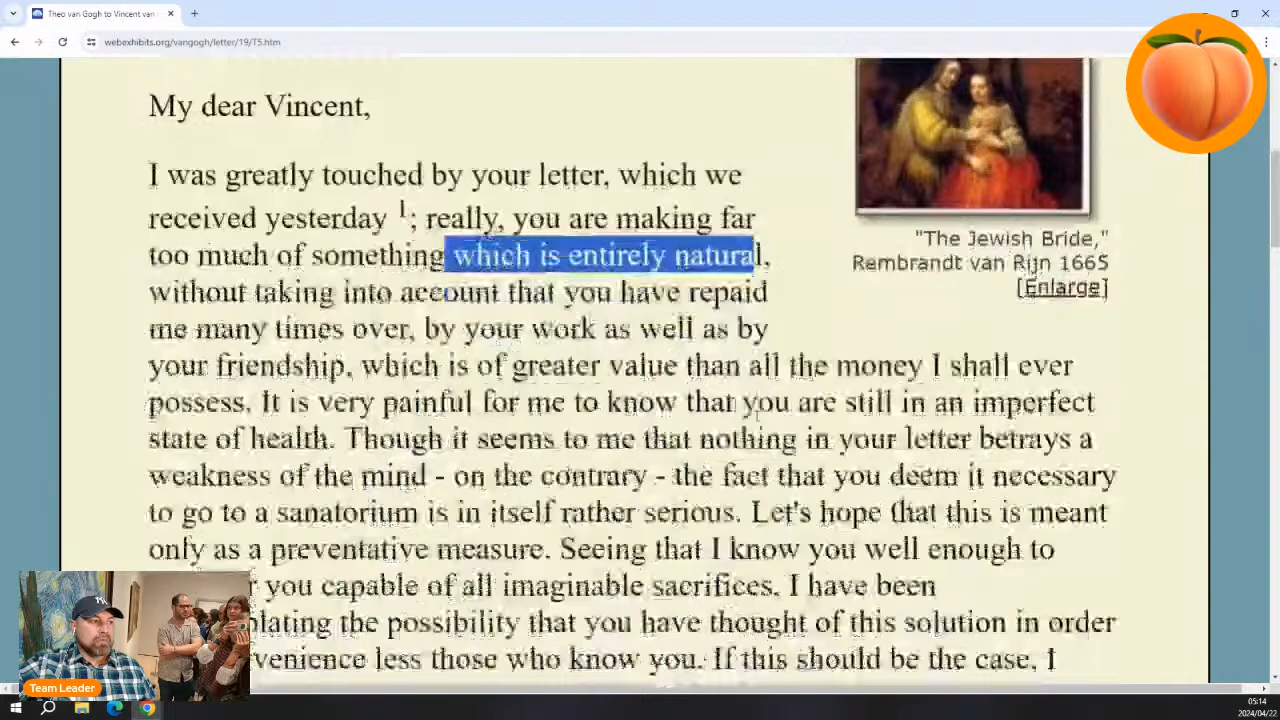 Theo van Gogh to Vincent van
webexhibits.org/vangogh/letter/19/T5.htm
My dear Vincent,
I was greatly touched by your letter, which we
received yesterday 1; really, you are making far
too much of something which is entirely natural,
without taking into account that you have repaid
me many times over, by your work as well as by
your friendship, which is of greater value than all the money I shall ever
possess. It is very painful for me to know that you are still in an imperfect
state of health. Though it seems to me that nothing in your letter betrays a
weakness of the mind - on the contrary - the fact that you deem it necessary
to go to a sanatorium is in itself rather serious. Let's hope that this is meant
only as a preventative measure. Seeing that I know you well enough to
you capable of all imaginable sacrifices, I have been
plating the possibility that you have thought of this solution in order
venience less those who know you. If this should be the case, I
"The Jewish Bride,"
Rembrandt van Rijn 1665
[Enlarge]
Team Leader
05:14
2024/04/22